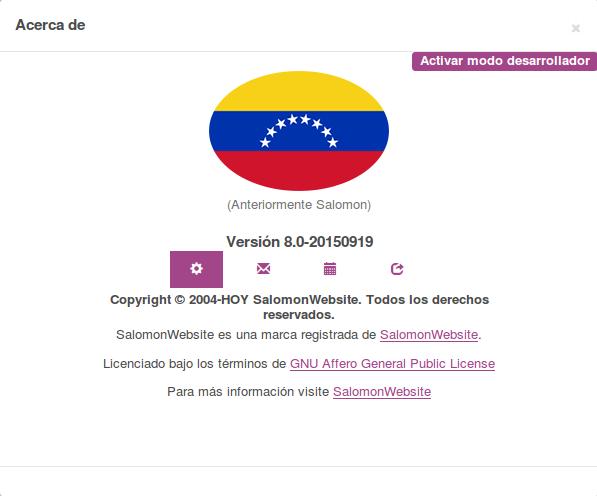 Acerca de
×
Activar modo desarrollador
(Anteriormente Salomon)
Versión 8.0-20150919
Copyright © 2004-HOY SalomonWebsite. Todos los derechos
reservados.
SalomonWebsite es una marca registrada de SalomonWebsite.
Licenciado bajo los términos de GNU Affero General Public License
Para más información visite SalomonWebsite